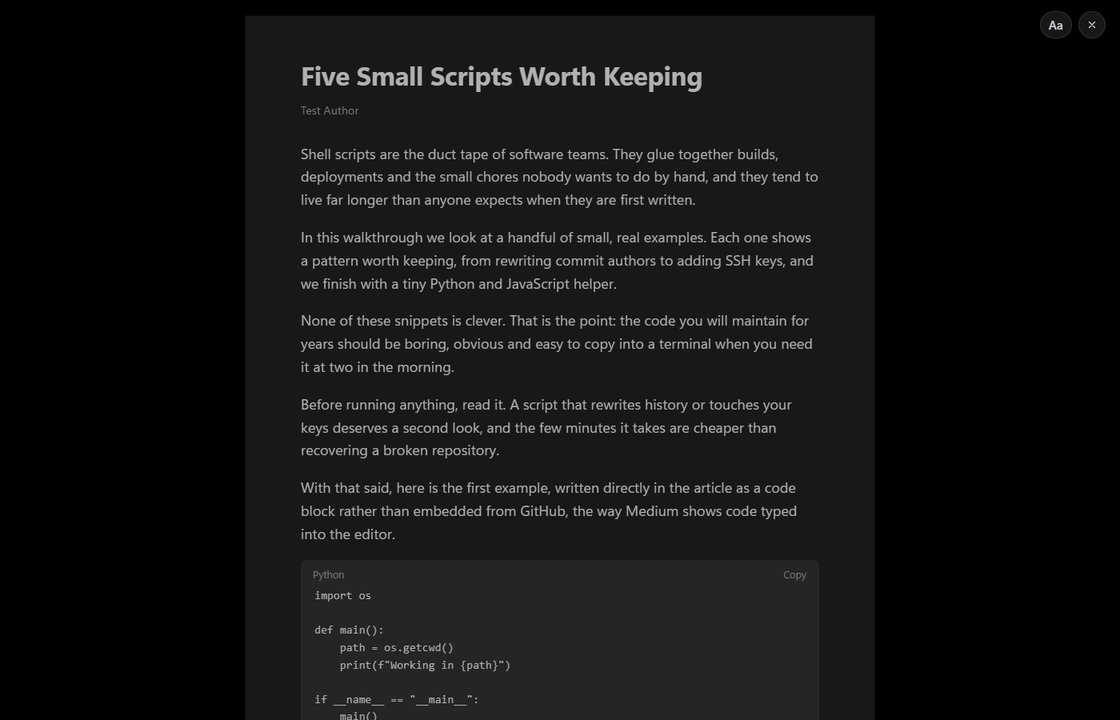 Aa
×
Five Small Scripts Worth Keeping
Test Author
Shell scripts are the duct tape of software teams. They glue together builds,
deployments and the small chores nobody wants to do by hand, and they tend to
live far longer than anyone expects when they are first written.
In this walkthrough we look at a handful of small, real examples. Each one shows
a pattern worth keeping, from rewriting commit authors to adding SSH keys, and
we finish with a tiny Python and JavaScript helper.
None of these snippets is clever. That is the point: the code you will maintain for
years should be boring, obvious and easy to copy into a terminal when you need
it at two in the morning.
Before running anything, read it. A script that rewrites history or touches your
keys deserves a second look, and the few minutes it takes are cheaper than
recovering a broken repository.
With that said, here is the first example, written directly in the article as a code
block rather than embedded from GitHub, the way Medium shows code typed
into the editor.
Python Copy
import os
def main():
    path = os.getcwd()
    print(f"Working in {path}")
if __name__ == "__main__":
    main()